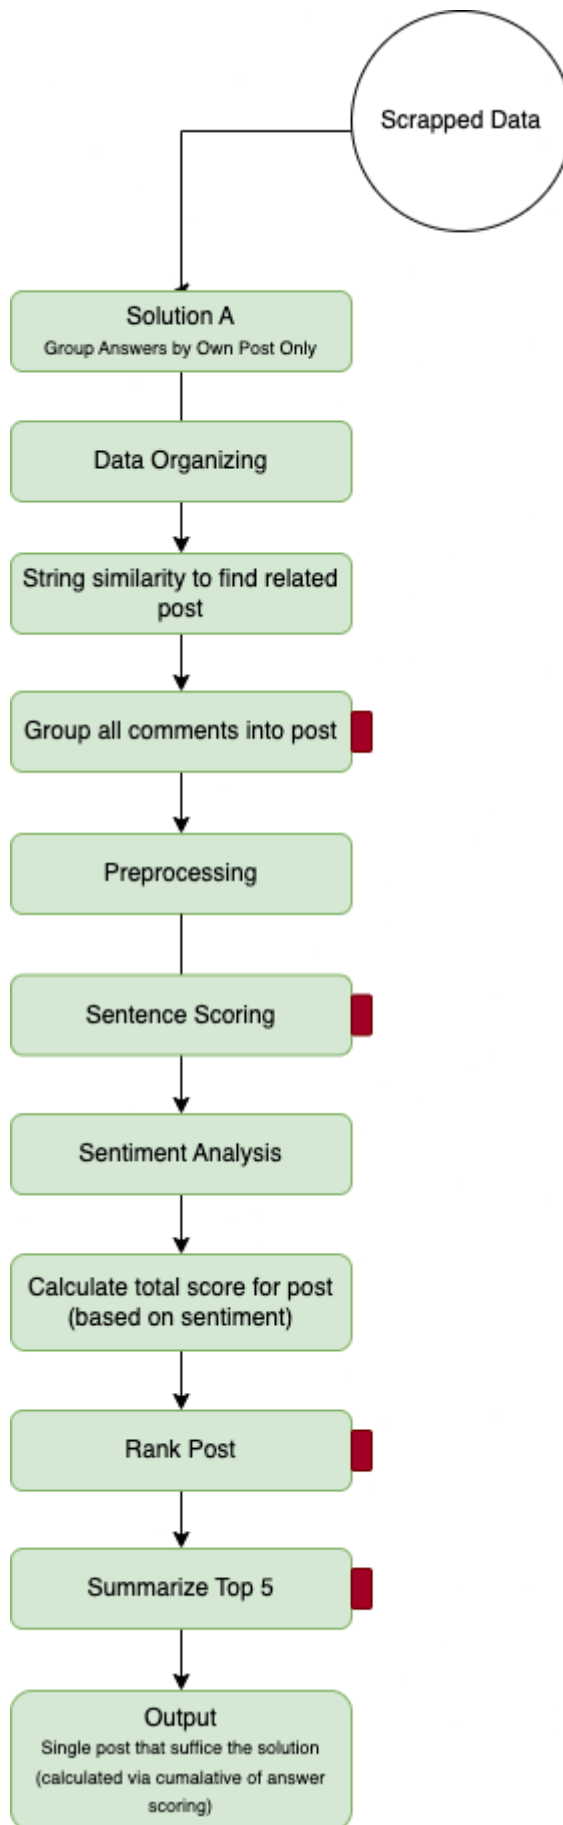 Scrapped Data
Solution A
Group Answers by Own Post Only
Data Organizing
String similarity to find related
post
Group all comments into post
Preprocessing
Sentence Scoring
Sentiment Analysis
Calculate total score for post
(based on sentiment)
Rank Post
Summarize Top 5
Output
Single post that suffice the solution
(calculated via cumalative of answer
scoring)